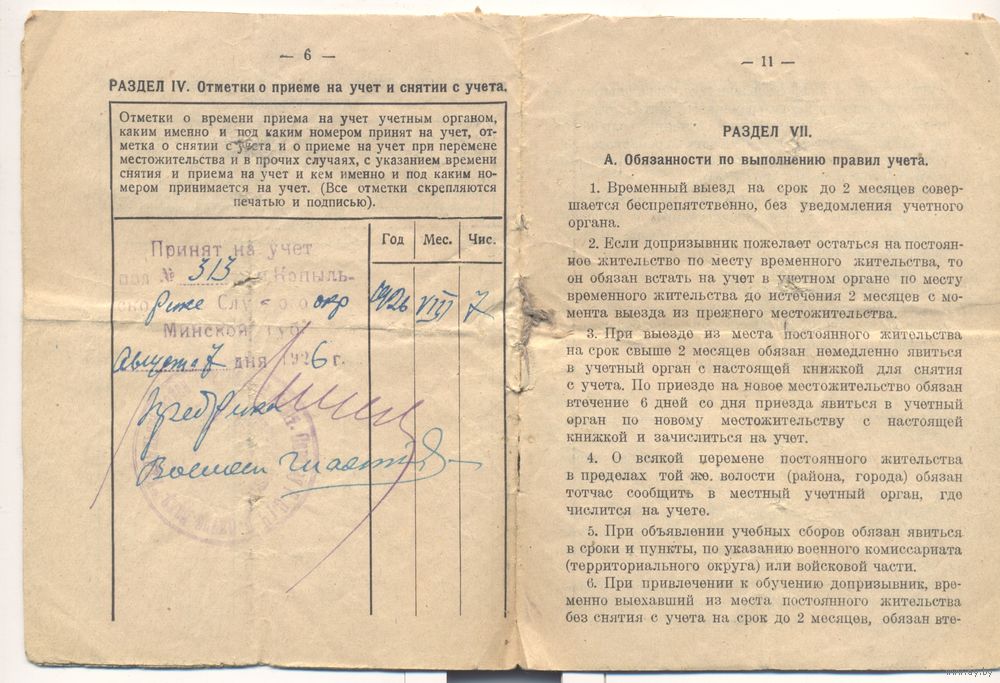 — 6 —
РАЗДЕЛ IV. Отметки о приеме на учет и снятии с учета.
Отметки о времени приема на учет учетным органом,
каким именно и под каким номером принят на учет, от-
метка о снятии с учета и о приеме на учет при перемене
местожительства и в прочих случаях, с указанием времени
снятия и приема на учет и кем именно и под каким но-
мером принимается на учет. (Все отметки скрепляются
печатью и подписью).
Год Мес. Чис.
Принят на учет
под № 313 Копыль-
ско Рике Слу о окр 1926 VIII 7
Минской губ
Августа 7 дня 1926 г.
— 11 —
РАЗДЕЛ VII.
А. Обязанности по выполнению правил учета.
1. Временный выезд на срок до 2 месяцев совер-
шается беспрепятственно, без уведомления учетного
органа.
2. Если допризывник пожелает остаться на постоян-
ное жительство по месту временного жительства, то
он обязан встать на учет в учетном органе по месту
временного жительства до истечения 2 месяцев с мо-
мента выезда из прежнего местожительства.
3. При выезде из места постоянного жительства
на срок свыше 2 месяцев обязан немедленно явиться
в учетный орган с настоящей книжкой для снятия
с учета. По приезде на новое местожительство обязан
втечение 6 дней со дня приезда явиться в учетный
орган по новому местожительству с настоящей
книжкой и зачислиться на учет.
4. О всякой перемене постоянного жительства
в пределах той же волости (района, города) обязан
тотчас сообщить в местный учетный орган, где
числится на учете.
5. При объявлении учебных сборов обязан явиться
в сроки и пункты, по указанию военного комиссариата
(территориального округа) или войсковой части.
6. При привлечении к обучению допризывник, вре-
менно выехавший из места постоянного жительства
без снятия с учета на срок до 2 месяцев, обязан вте-